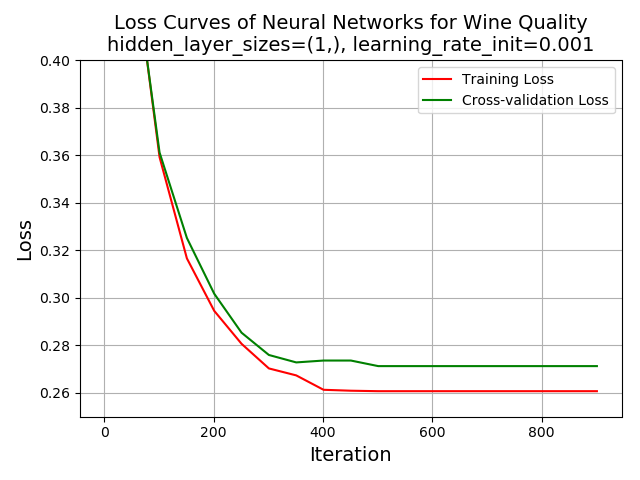 Loss Curves of Neural Networks for Wine Quality
hidden_layer_sizes=(1,), learning_rate_init=0.001
Training Loss
Cross-validation Loss
Loss
0.40
0.38
0.36
0.34
0.32
0.30
0.28
0.26
0 200 400 600 800
Iteration